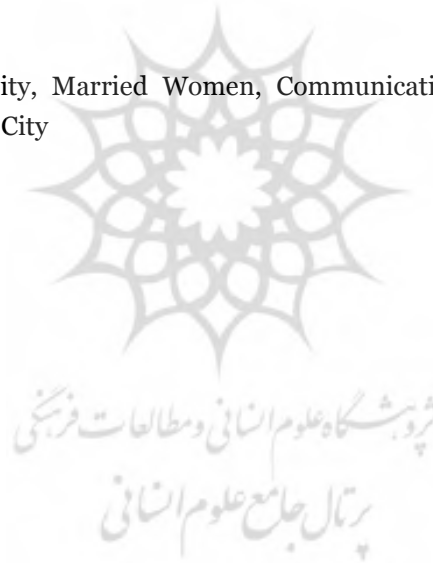 ity, Married Women, Communicati
City
پژوهشگاه علوم انسانی و مطالعات فرهنگی
پرتال جامع علوم انسانی